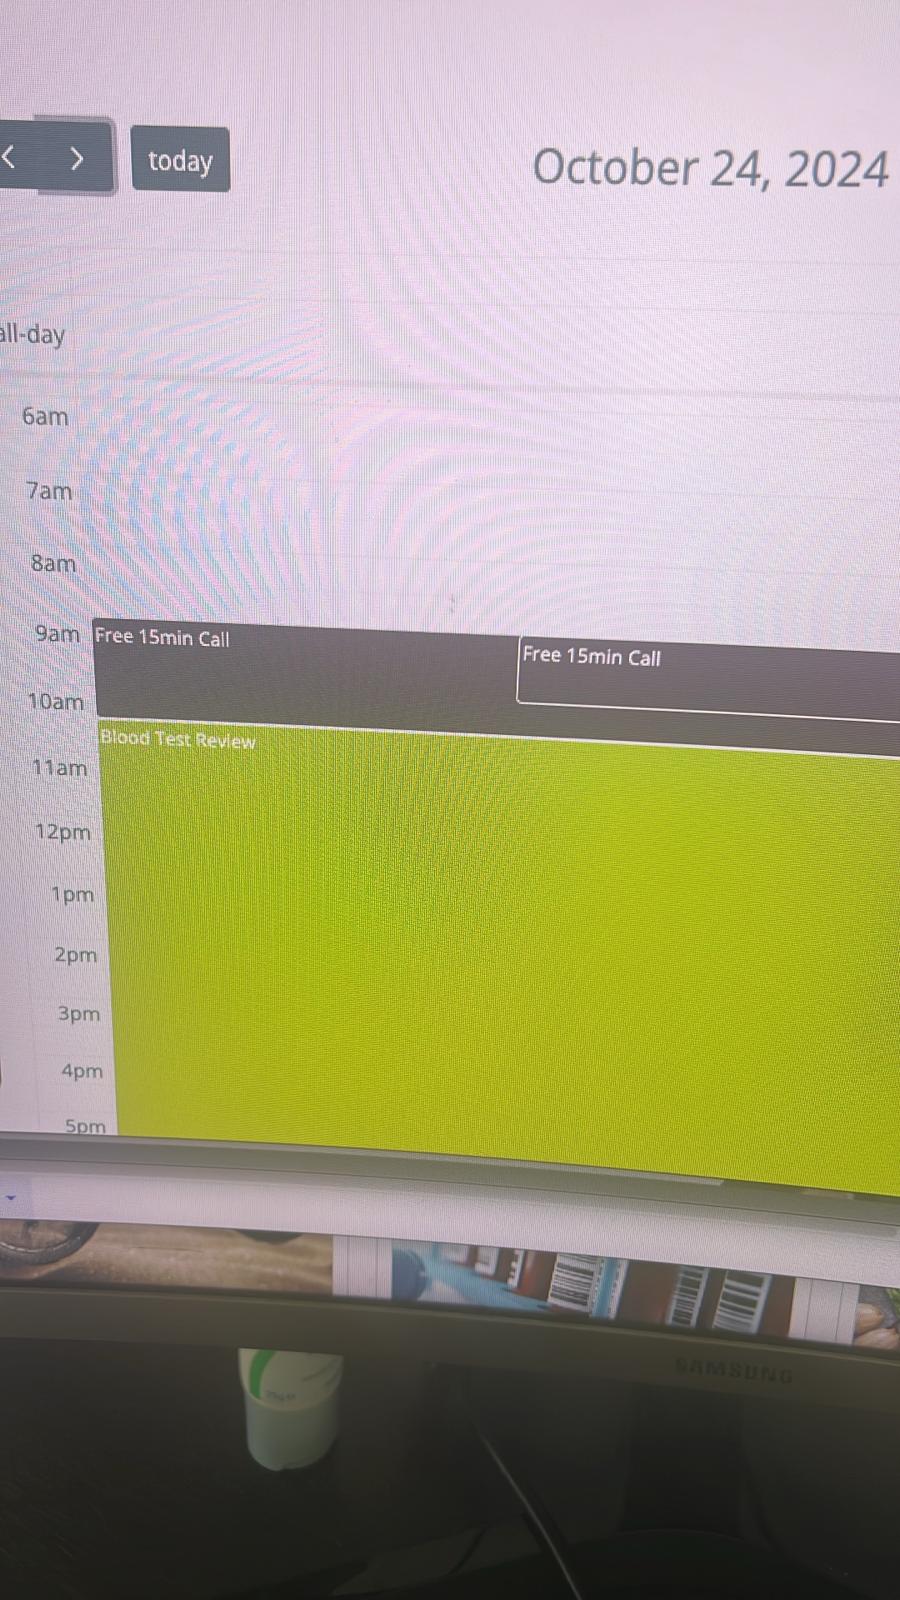 today
October 24, 2024
all-day
6am
7am
8am
9am
Free 15min Call
Free 15min Call
10am
Blood Test Review
11am
12pm
1pm
2pm
3pm
4pm
5pm
SAMSUNG